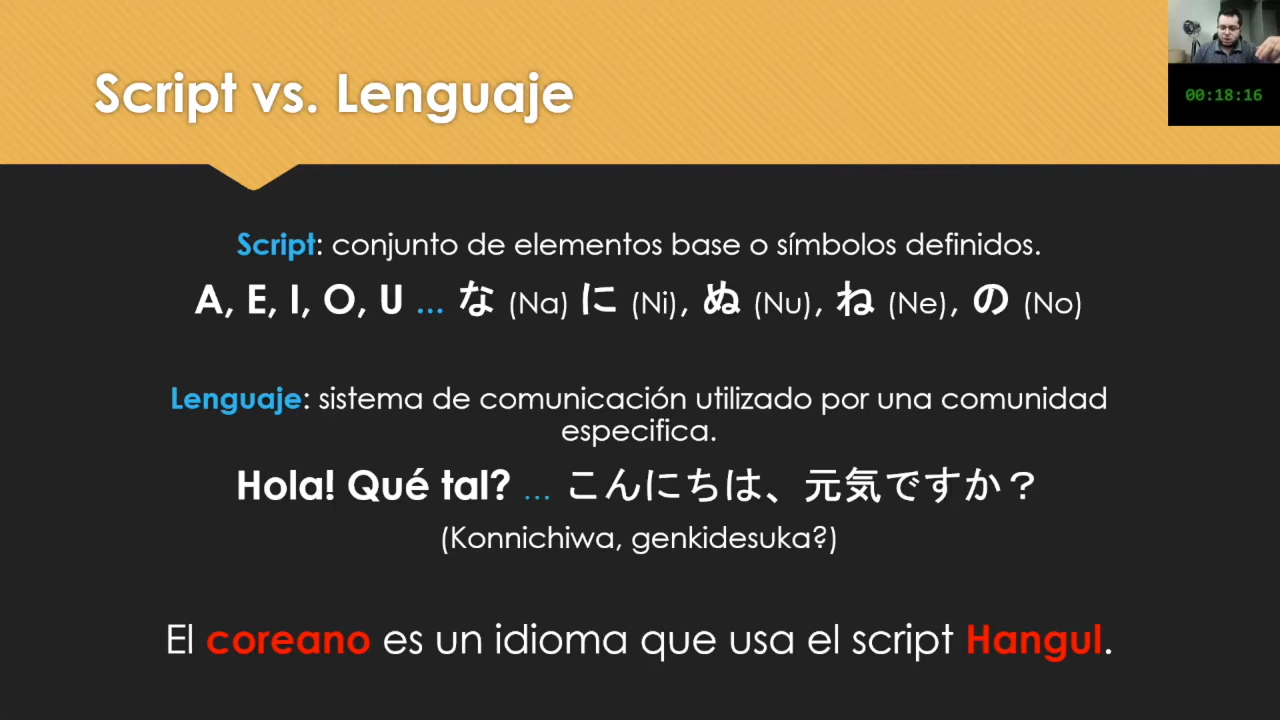 Script vs. Lenguaje
00:18:16
Script: conjunto de elementos base o símbolos definidos.
A, E, I, O, U ... な (Na) に (Ni), ぬ (Nu), ね (Ne), の (No)
Lenguaje: sistema de comunicación utilizado por una comunidad
especifica.
Hola! Qué tal? ... こんにちは、元気ですか？
(Konnichiwa, genkidesuka?)
El coreano es un idioma que usa el script Hangul.